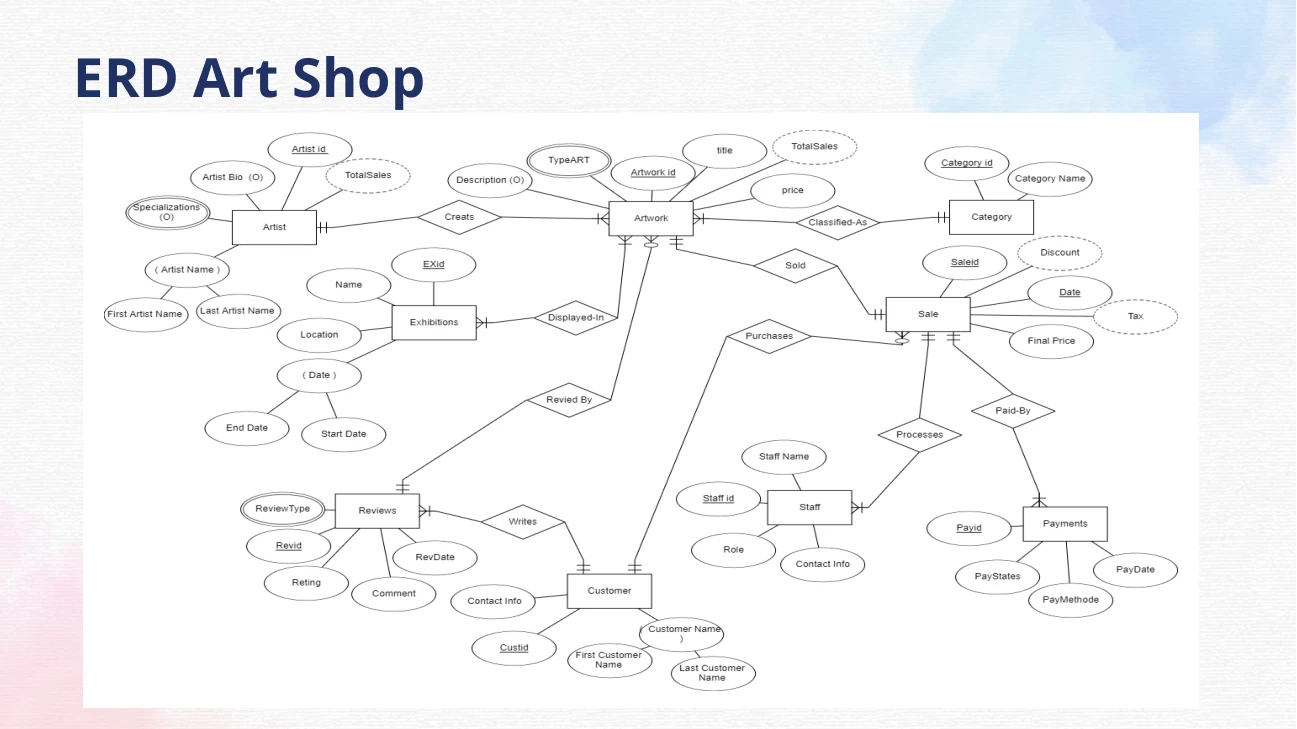 ERD Art Shop
Artist id
Artist Bio (O)
TotalSales
Specializations
(O)
Artist
( Artist Name )
First Artist Name
Last Artist Name
Creats
Description (O)
TypeART
Artwork id
title
TotalSales
price
Artwork
Classified-As
Category id
Category Name
Category
EXid
Name
Location
Exhibitions
( Date )
End Date
Start Date
Displayed-In
Sold
Saleid
Discount
Date
Tax
Final Price
Sale
Purchases
Revied By
Processes
Paid-By
Staff Name
Staff id
Staff
Role
Contact Info
Payid
Payments
PayStates
PayMethode
PayDate
ReviewType
Reviews
Revid
Reting
Comment
RevDate
Writes
Customer
Contact Info
Custid
( Customer Name
)
First Customer
Name
Last Customer
Name